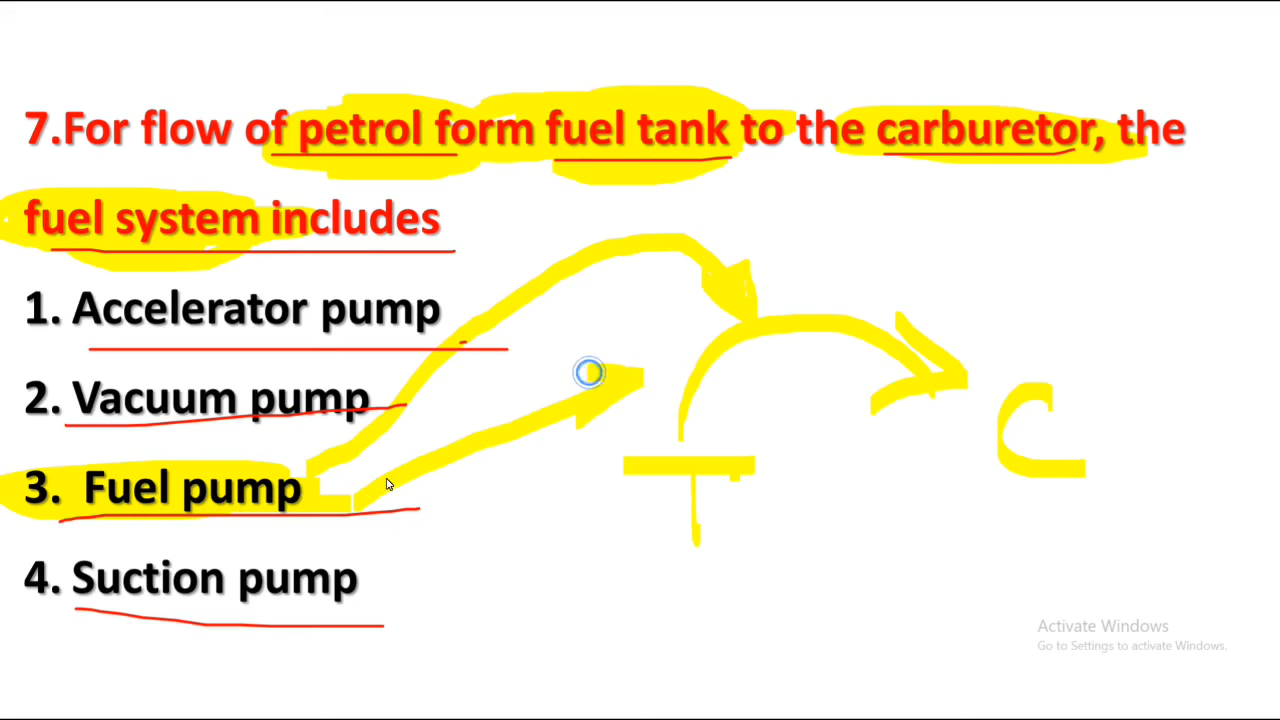 7.For flow of petrol form fuel tank to the carburetor, the
fuel system includes
1. Accelerator pump
2. Vacuum pump
3. Fuel pump
4. Suction pump
T
C
Activate Windows
Go to Settings to activate Windows.